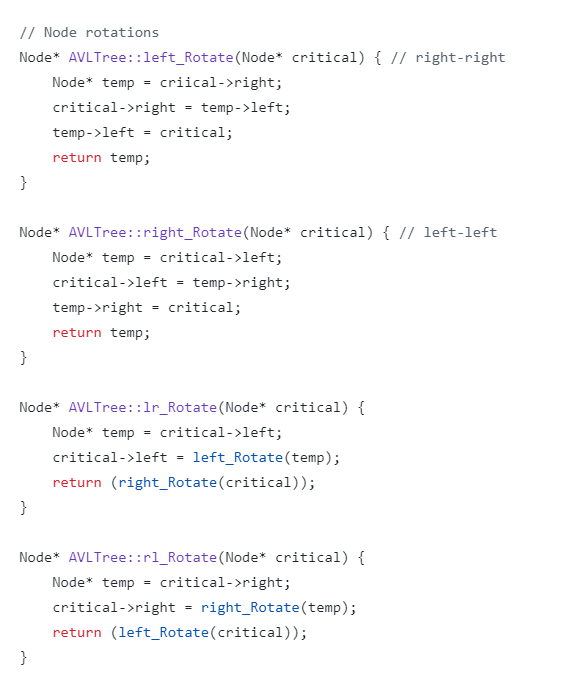 // Node rotations
Node* AVLTree::left_Rotate(Node* critical) { // right-right
    Node* temp = criical->right;
    critical->right = temp->left;
    temp->left = critical;
    return temp;
}

Node* AVLTree::right_Rotate(Node* critical) { // left-left
    Node* temp = critical->left;
    critical->left = temp->right;
    temp->right = critical;
    return temp;
}

Node* AVLTree::lr_Rotate(Node* critical) {
    Node* temp = critical->left;
    critical->left = left_Rotate(temp);
    return (right_Rotate(critical));
}

Node* AVLTree::rl_Rotate(Node* critical) {
    Node* temp = critical->right;
    critical->right = right_Rotate(temp);
    return (left_Rotate(critical));
}